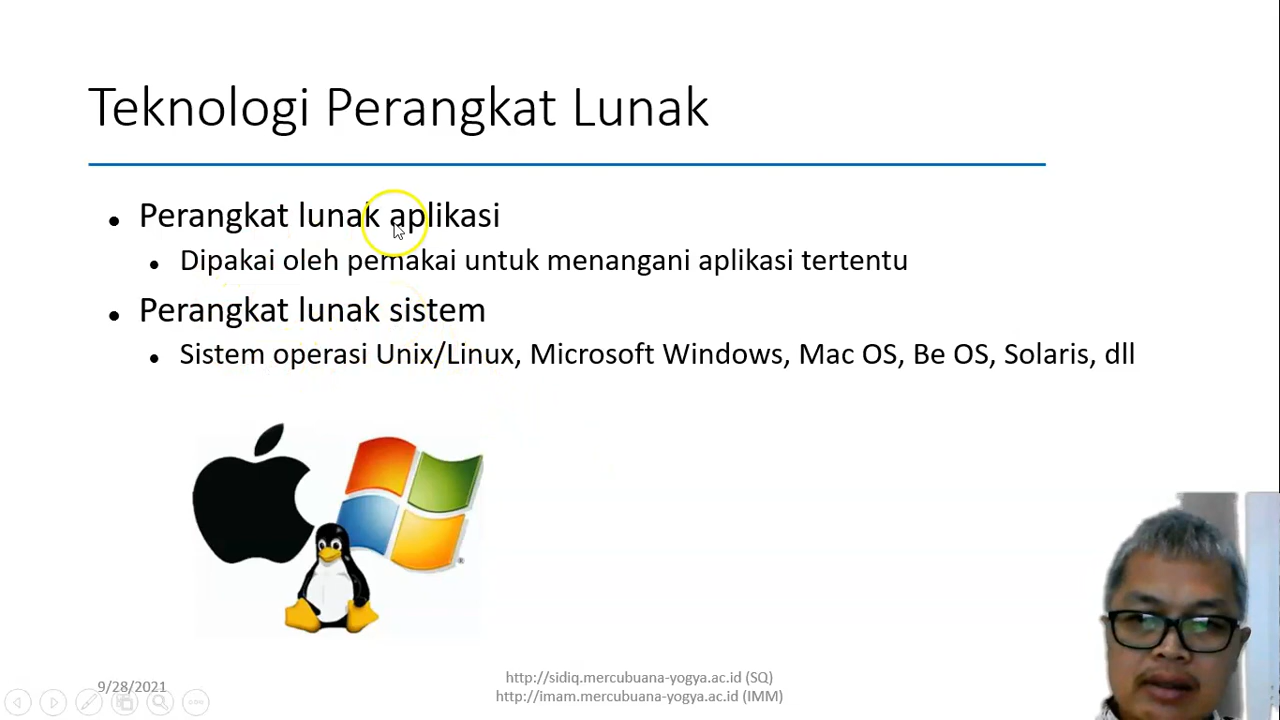 Teknologi Perangkat Lunak
Perangkat lunak aplikasi
Dipakai oleh pemakai untuk menangani aplikasi tertentu
Perangkat lunak sistem
Sistem operasi Unix/Linux, Microsoft Windows, Mac OS, Be OS, Solaris, dll
9/28/2021
http://sidiq.mercubuana-yogya.ac.id (SQ)
http://imam.mercubuana-yogya.ac.id (IMM)